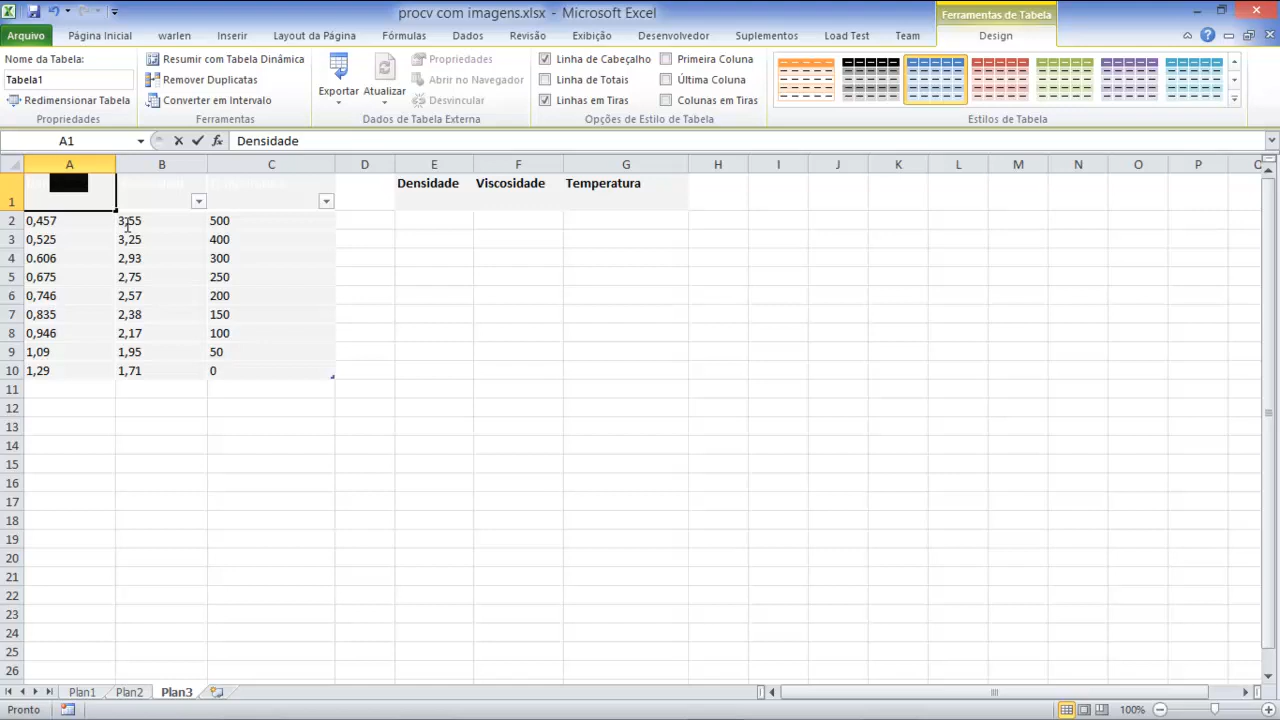 procv com imagens.xlsx - Microsoft Excel
Ferramentas de Tabela
Arquivo Página Inicial warlen Inserir Layout da Página Fórmulas Dados Revisão Exibição Desenvolvedor Suplementos Load Test Team Design
Nome da Tabela:
Tabela1
Redimensionar Tabela
Propriedades
Resumir com Tabela Dinâmica
Remover Duplicatas
Converter em Intervalo
Ferramentas
Exportar Atualizar
Propriedades
Abrir no Navegador
Desvincular
Dados de Tabela Externa
Linha de Cabeçalho Primeira Coluna
Linha de Totais Última Coluna
Linhas em Tiras Colunas em Tiras
Opções de Estilo de Tabela
Estilos de Tabela
A1 fx Densidade
A B C D E F G H I J K L M N O P Q
1 Densidade Viscosidade Temperatura
2 0,457 3,55 500
3 0,525 3,25 400
4 0.606 2,93 300
5 0,675 2,75 250
6 0,746 2,57 200
7 0,835 2,38 150
8 0,946 2,17 100
9 1,09 1,95 50
10 1,29 1,71 0
11
12
13
14
15
16
17
18
19
20
21
22
23
24
25
26
Plan1 Plan2 Plan3
Pronto 100%